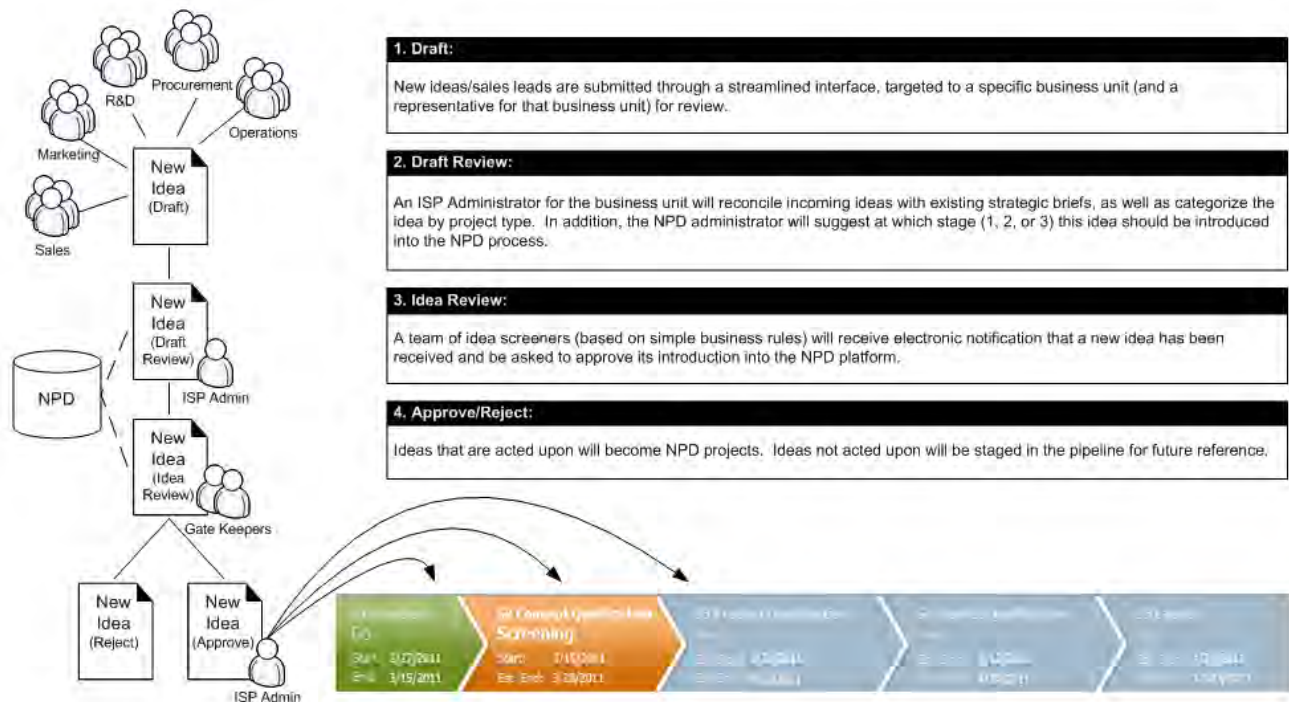 R&D
Procurement
Operations
Marketing
Sales
New
Idea
(Draft)
New
Idea
(Draft
Review)
ISP Admin
NPD
New
Idea
(Idea
Review)
Gate Keepers
New
Idea
(Reject)
New
Idea
(Approve)
ISP Admin
1. Draft:
New ideas/sales leads are submitted through a streamlined interface, targeted to a specific business unit (and a
representative for that business unit) for review.
2. Draft Review:
An ISP Administrator for the business unit will reconcile incoming ideas with existing strategic briefs, as well as categorize the
idea by project type. In addition, the NPD administrator will suggest at which stage (1, 2, or 3) this idea should be introduced
into the NPD process.
3. Idea Review:
A team of idea screeners (based on simple business rules) will receive electronic notification that a new idea has been
received and be asked to approve its introduction into the NPD platform.
4. Approve/Reject:
Ideas that are acted upon will become NPD projects. Ideas not acted upon will be staged in the pipeline for future reference.
Screening
Start:
End: 3/15/2011
Start:
Est. End: